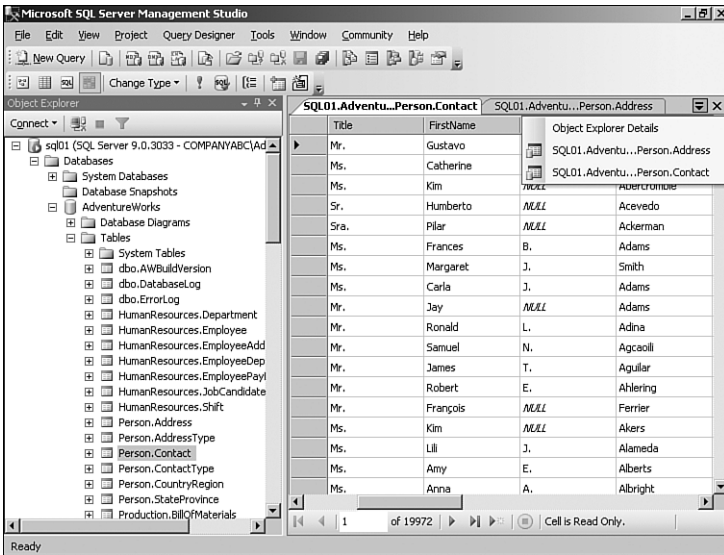 Microsoft SQL Server Management Studio
File Edit View Project Query Designer Tools Window Community Help
New Query
Change Type
Object Explorer
Connect
sql01 (SQL Server 9.0.3033 - COMPANYABC\Ad
Databases
System Databases
Database Snapshots
AdventureWorks
Database Diagrams
Tables
System Tables
dbo.AWBuildVersion
dbo.DatabaseLog
dbo.ErrorLog
HumanResources.Department
HumanResources.Employee
HumanResources.EmployeeAdd
HumanResources.EmployeeDep
HumanResources.EmployeePayl
HumanResources.JobCandidate
HumanResources.Shift
Person.Address
Person.AddressType
Person.Contact
Person.ContactType
Person.CountryRegion
Person.StateProvince
Production.BillOfMaterials
SQL01.Adventu...Person.Contact SQL01.Adventu...Person.Address
Object Explorer Details
SQL01.Adventu...Person.Address
SQL01.Adventu...Person.Contact
Title FirstName
Mr. Gustavo
Ms. Catherine
Ms. Kim NULL Abercrombie
Sr. Humberto NULL Acevedo
Sra. Pilar NULL Ackerman
Ms. Frances B. Adams
Ms. Margaret J. Smith
Ms. Carla J. Adams
Mr. Jay NULL Adams
Mr. Ronald L. Adina
Mr. Samuel N. Agcaoili
Mr. James T. Aguilar
Mr. Robert E. Ahlering
Mr. François NULL Ferrier
Ms. Kim NULL Akers
Ms. Lili J. Alameda
Ms. Amy E. Alberts
Ms. Anna A. Albright
1 of 19972 Cell is Read Only.
Ready